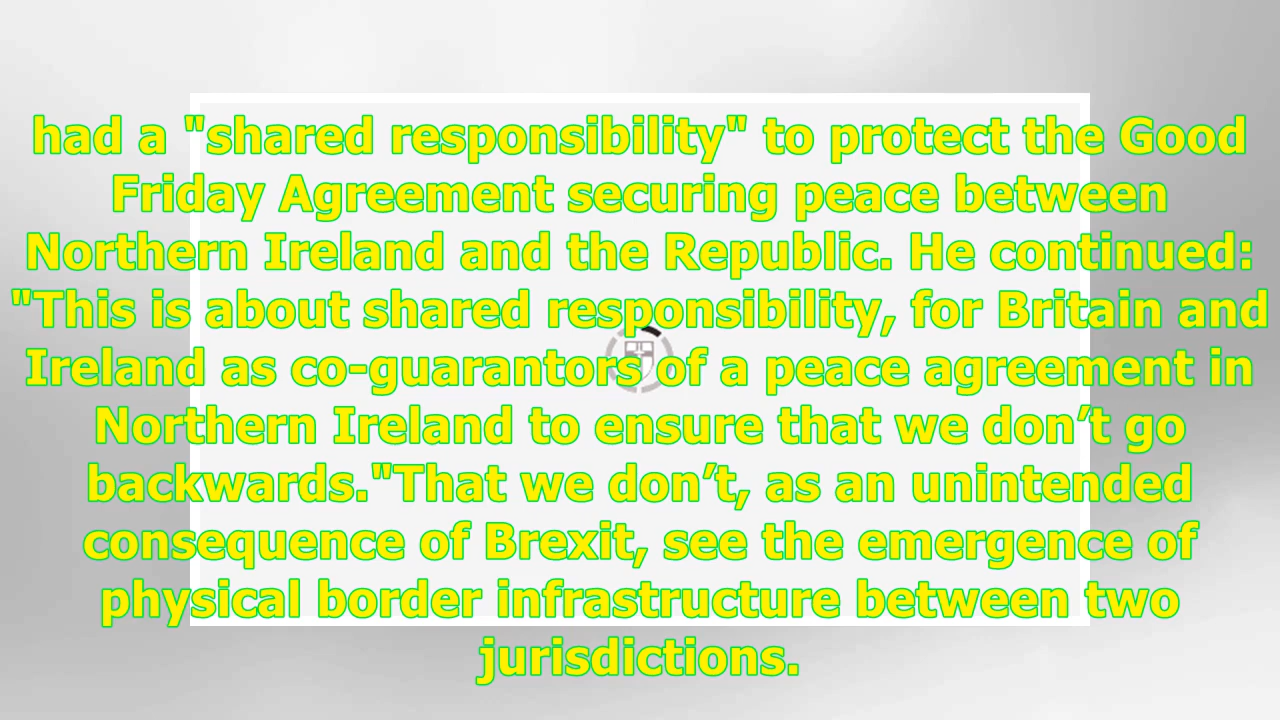 had a "shared responsibility" to protect the Good
Friday Agreement securing peace between
Northern Ireland and the Republic. He continued:
"This is about shared responsibility, for Britain and
Ireland as co-guarantors of a peace agreement in
Northern Ireland to ensure that we don’t go
backwards."That we don’t, as an unintended
consequence of Brexit, see the emergence of
physical border infrastructure between two
jurisdictions.